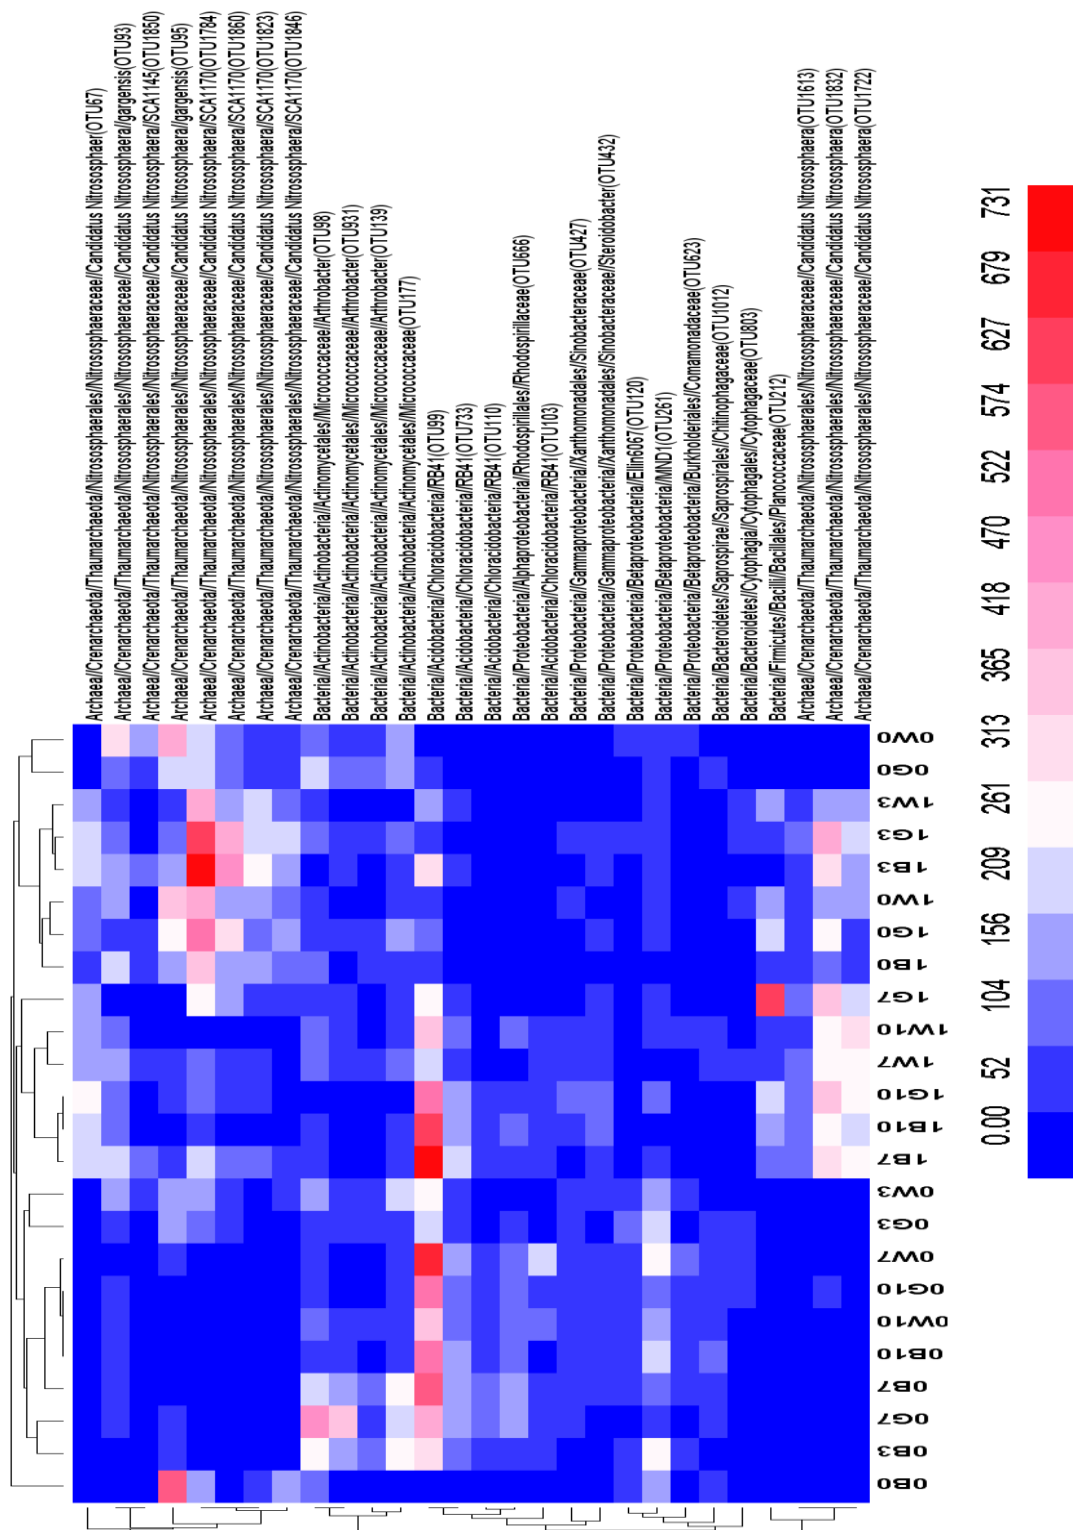 Archaea//Crenarchaeota//Thaumarchaeota//Nitrososphaerales//Nitrososphaeraceae//Candidatus Nitrososphaer(OTU67)
Archaea//Crenarchaeota//Thaumarchaeota//Nitrososphaerales//Nitrososphaeraceae//Candidatus Nitrososphaera//gargensis(OTU93)
Archaea//Crenarchaeota//Thaumarchaeota//Nitrososphaerales//Nitrososphaeraceae//Candidatus Nitrososphaera//SCA1145(OTU1850)
Archaea//Crenarchaeota//Thaumarchaeota//Nitrososphaerales//Nitrososphaeraceae//Candidatus Nitrososphaera//gargensis(OTU95)
Archaea//Crenarchaeota//Thaumarchaeota//Nitrososphaerales//Nitrososphaeraceae//Candidatus Nitrososphaera//SCA1170(OTU1784)
Archaea//Crenarchaeota//Thaumarchaeota//Nitrososphaerales//Nitrososphaeraceae//Candidatus Nitrososphaera//SCA1170(OTU1860)
Archaea//Crenarchaeota//Thaumarchaeota//Nitrososphaerales//Nitrososphaeraceae//Candidatus Nitrososphaera//SCA1170(OTU1823)
Archaea//Crenarchaeota//Thaumarchaeota//Nitrososphaerales//Nitrososphaeraceae//Candidatus Nitrososphaera//SCA1170(OTU1846)
Bacteria//Actinobacteria//Actinobacteria//Actinomycetales//Micrococcaceae//Arthrobacter(OTU98)
Bacteria//Actinobacteria//Actinobacteria//Actinomycetales//Micrococcaceae//Arthrobacter(OTU931)
Bacteria//Actinobacteria//Actinobacteria//Actinomycetales//Micrococcaceae//Arthrobacter(OTU139)
Bacteria//Actinobacteria//Actinobacteria//Actinomycetales//Micrococcaceae(OTU177)
Bacteria//Acidobacteria//Chloracidobacteria//RB41(OTU99)
Bacteria//Acidobacteria//Chloracidobacteria//RB41(OTU733)
Bacteria//Acidobacteria//Chloracidobacteria//RB41(OTU110)
Bacteria//Proteobacteria//Alphaproteobacteria//Rhodospirillales//Rhodospirillaceae(OTU666)
Bacteria//Acidobacteria//Chloracidobacteria//RB41(OTU103)
Bacteria//Proteobacteria//Gammaproteobacteria//Xanthomonadales//Sinobacteraceae(OTU427)
Bacteria//Proteobacteria//Gammaproteobacteria//Xanthomonadales//Sinobacteraceae//Steroidobacter(OTU432)
Bacteria//Proteobacteria//Betaproteobacteria//Ellin6067(OTU120)
Bacteria//Proteobacteria//Betaproteobacteria//MND1(OTU261)
Bacteria//Proteobacteria//Betaproteobacteria//Burkholderiales//Comamonadaceae(OTU623)
Bacteria//Bacteroidetes//Saprospirae//Saprospirales//Chitinophagaceae(OTU1012)
Bacteria//Bacteroidetes//Cytophagia//Cytophagales//Cytophagaceae(OTU803)
Bacteria//Firmicutes//Bacilli//Bacillales//Planococcaceae(OTU212)
Archaea//Crenarchaeota//Thaumarchaeota//Nitrososphaerales//Nitrososphaeraceae//Candidatus Nitrososphaera(OTU1613)
Archaea//Crenarchaeota//Thaumarchaeota//Nitrososphaerales//Nitrososphaeraceae//Candidatus Nitrososphaera(OTU1832)
Archaea//Crenarchaeota//Thaumarchaeota//Nitrososphaerales//Nitrososphaeraceae//Candidatus Nitrososphaera(OTU1722)
0W0
0G0
1W3
1G3
1B3
1W0
1G0
1B0
1G7
1W10
1W7
1G10
1B10
1B7
0W3
0G3
0W7
0G10
0W10
0B10
0B7
0G7
0B3
0B0
731
679
627
574
522
470
418
365
313
261
209
156
104
52
0.00